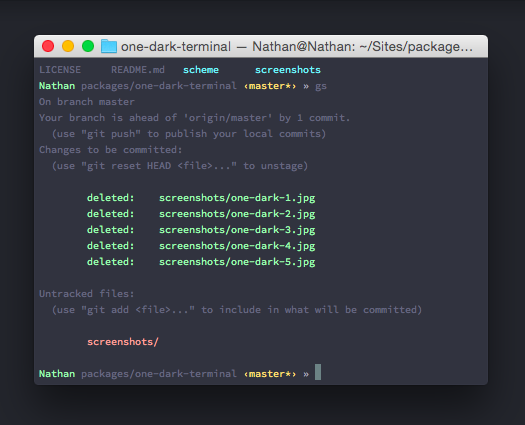 one-dark-terminal — Nathan@Nathan: ~/Sites/package…
LICENSE README.md scheme screenshots
Nathan packages/one-dark-terminal ‹master*› » gs
On branch master
Your branch is ahead of 'origin/master' by 1 commit.
(use "git push" to publish your local commits)
Changes to be committed:
(use "git reset HEAD <file>..." to unstage)
deleted: screenshots/one-dark-1.jpg
deleted: screenshots/one-dark-2.jpg
deleted: screenshots/one-dark-3.jpg
deleted: screenshots/one-dark-4.jpg
deleted: screenshots/one-dark-5.jpg
Untracked files:
(use "git add <file>..." to include in what will be committed)
screenshots/
Nathan packages/one-dark-terminal ‹master*› »